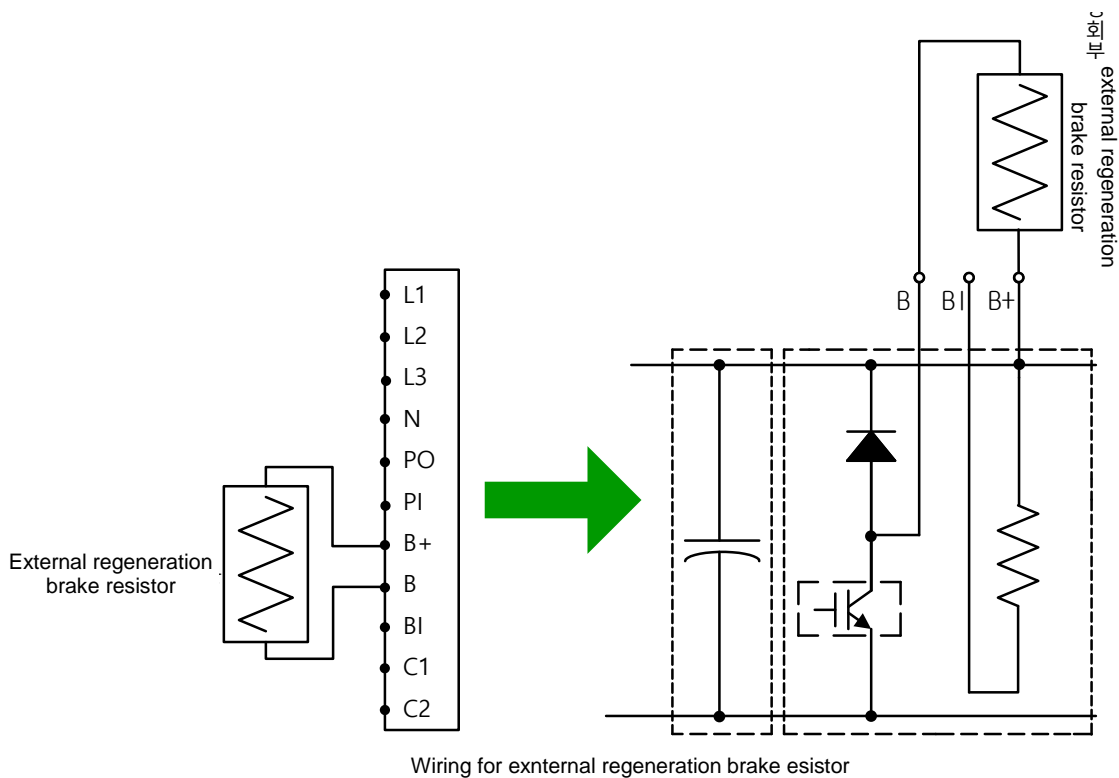 external regeneration
brake resistor
B BI B+
L1
L2
L3
N
PO
PI
B+
B
BI
C1
C2
External regeneration
brake resistor
Wiring for exnternal regeneration brake esistor